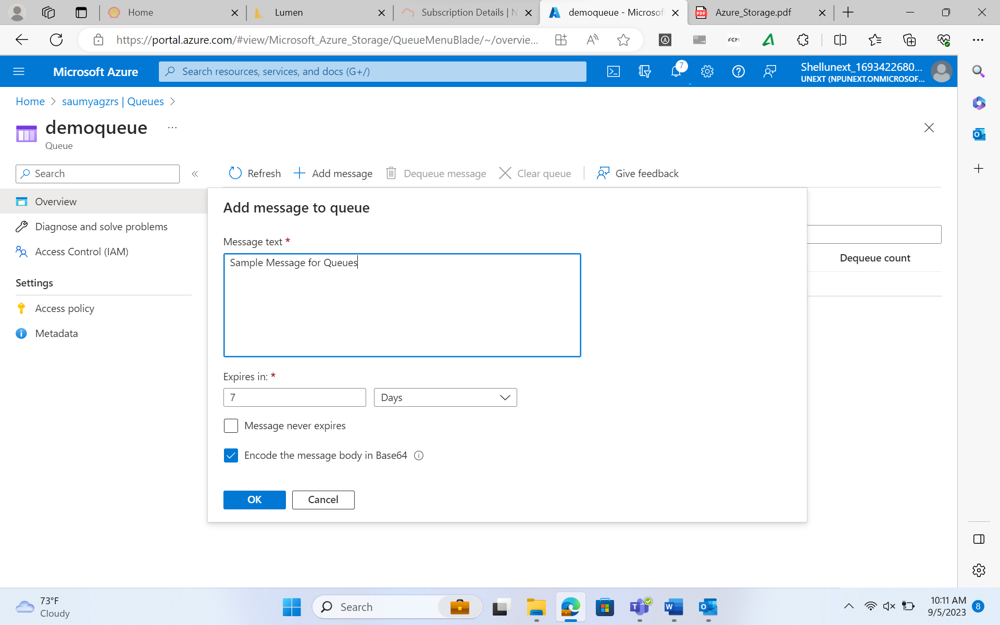 Home
Lumen
Subscription Details | N
demoqueue - Microsof
PDF
Azure_Storage.pdf
https://portal.azure.com/#view/Microsoft_Azure_Storage/QueueMenuBlade/~/overvie...
FCM
Microsoft Azure
Search resources, services, and docs (G+/)
7
Shellunext_1693422680...
UNEXT (NPUNEXT.ONMICROSOF...
Home > saumyagzrs | Queues >
demoqueue
...
Queue
Search
«
Refresh
Add message
Dequeue message
Clear queue
Give feedback
Overview
Diagnose and solve problems
Access Control (IAM)
Settings
Access policy
Metadata
Add message to queue
Message text *
Sample Message for Queues
Dequeue count
Expires in: *
7
Days
Message never expires
Encode the message body in Base64
OK
Cancel
73°F
Cloudy
Search
10:11 AM
9/5/2023
8